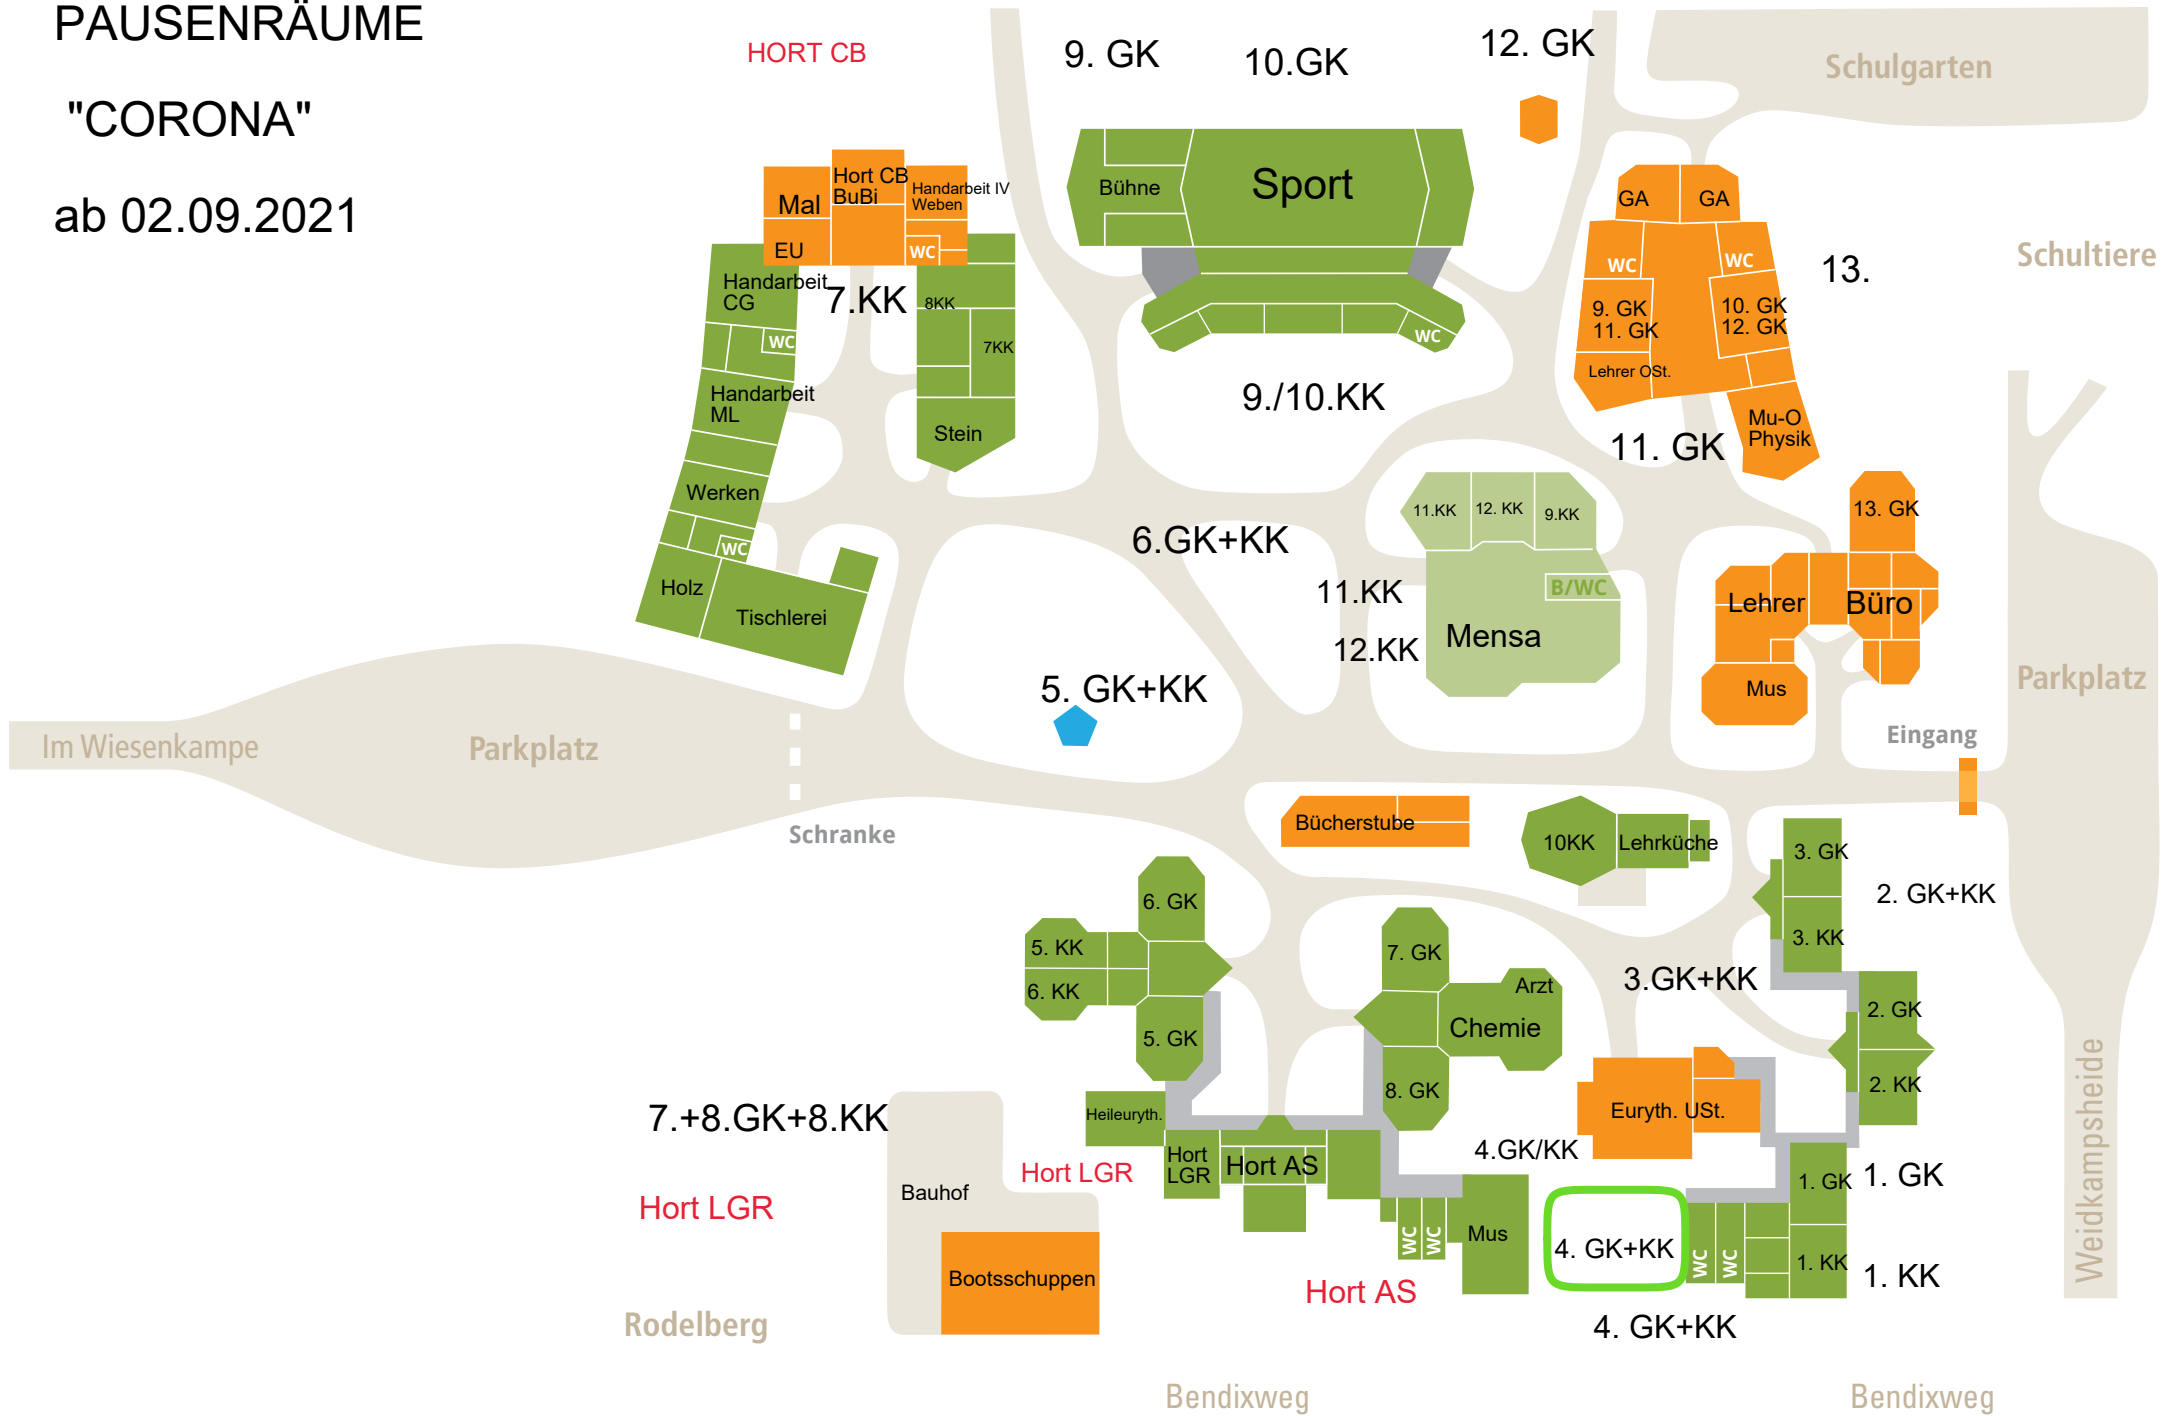 PAUSENRÄUME
"CORONA"
ab 02.09.2021
HORT CB
9. GK
10.GK
12. GK
Schulgarten
Schultiere
Mal
Hort CB
BuBi
Handarbeit IV
Weben
EU
WC
Handarbeit
CG
7.KK
8KK
WC
7KK
Handarbeit
ML
Stein
Werken
WC
Holz
Tischlerei
Bühne
Sport
WC
9./10.KK
GA
GA
WC
WC
13.
9. GK
11. GK
10. GK
12. GK
Lehrer OSt.
Mu-O
Physik
11. GK
11.KK
12. KK
9.KK
6.GK+KK
11.KK
B/WC
12.KK
Mensa
13. GK
Lehrer
Büro
Mus
Parkplatz
5. GK+KK
Eingang
Im Wiesenkampe
Parkplatz
Schranke
Bücherstube
10KK
Lehrküche
3. GK
2. GK+KK
3. KK
6. GK
5. KK
6. KK
5. GK
7. GK
Arzt
Chemie
8. GK
3.GK+KK
2. GK
2. KK
Weidkampsheide
7.+8.GK+8.KK
Heileuryth.
Euryth. USt.
4.GK/KK
Hort LGR
Hort
LGR
Hort AS
1. GK
1. GK
Bauhof
Hort LGR
WC
WC
Mus
4. GK+KK
WC
WC
1. KK
1. KK
Bootsschuppen
Hort AS
Rodelberg
4. GK+KK
Bendixweg
Bendixweg